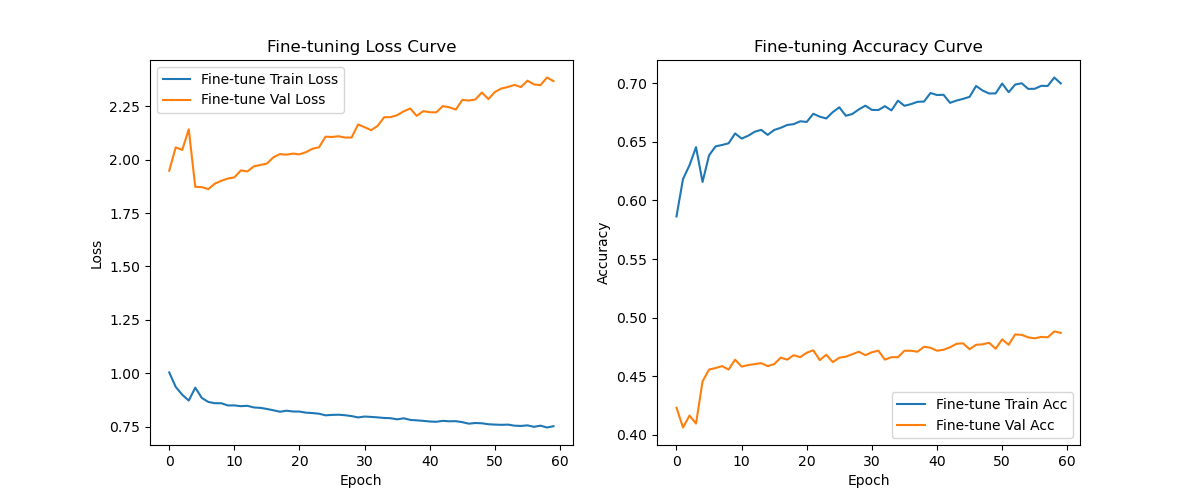 Fine-tuning Loss Curve
Fine-tune Train Loss
Fine-tune Val Loss
2.25
2.00
1.75
1.50
1.25
1.00
0.75
Loss
0 10 20 30 40 50 60
Epoch
Fine-tuning Accuracy Curve
0.70
0.65
0.60
0.55
0.50
0.45
0.40
Accuracy
Fine-tune Train Acc
Fine-tune Val Acc
0 10 20 30 40 50 60
Epoch